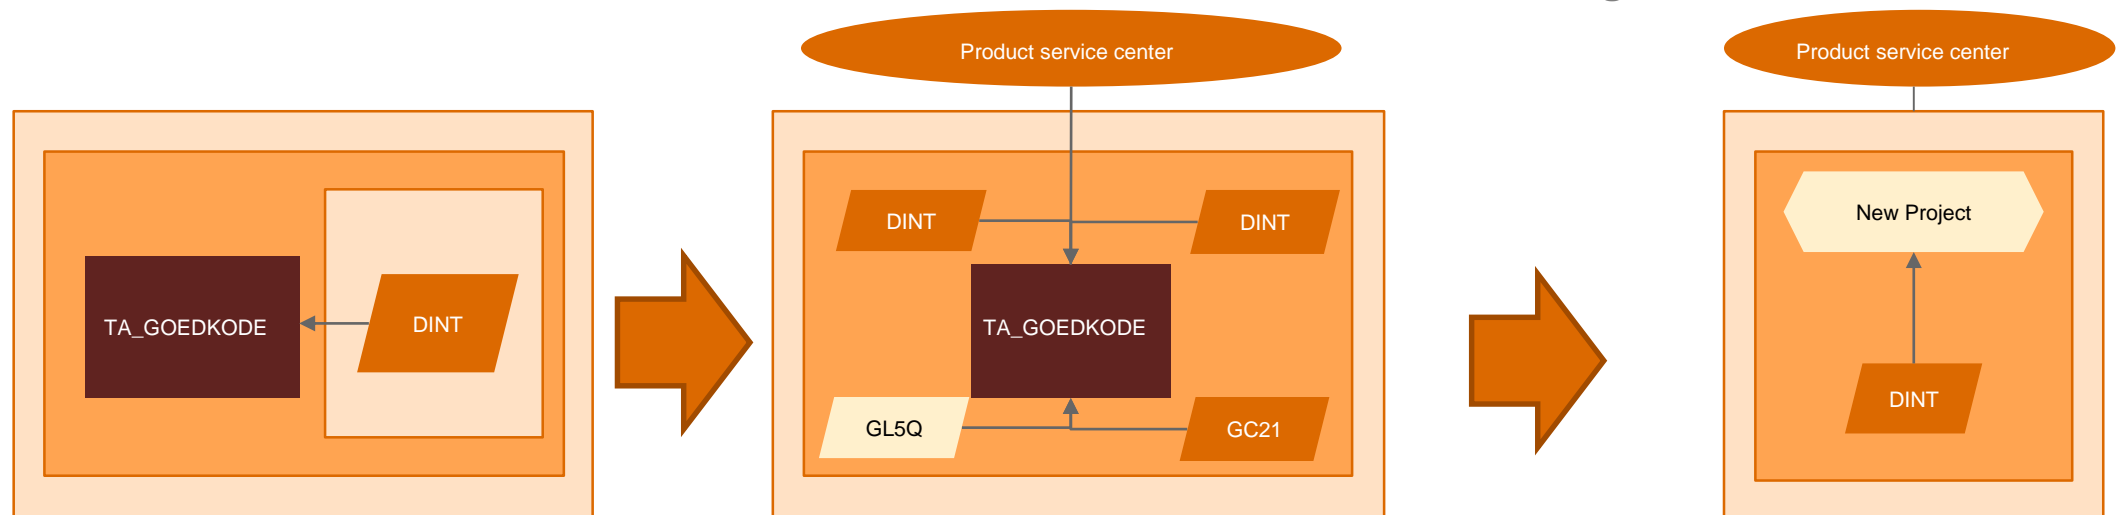 Product service center
Product service center
DINT
DINT
New Project
TA_GOEDKODE
DINT
TA_GOEDKODE
DINT
GL5Q
GC21